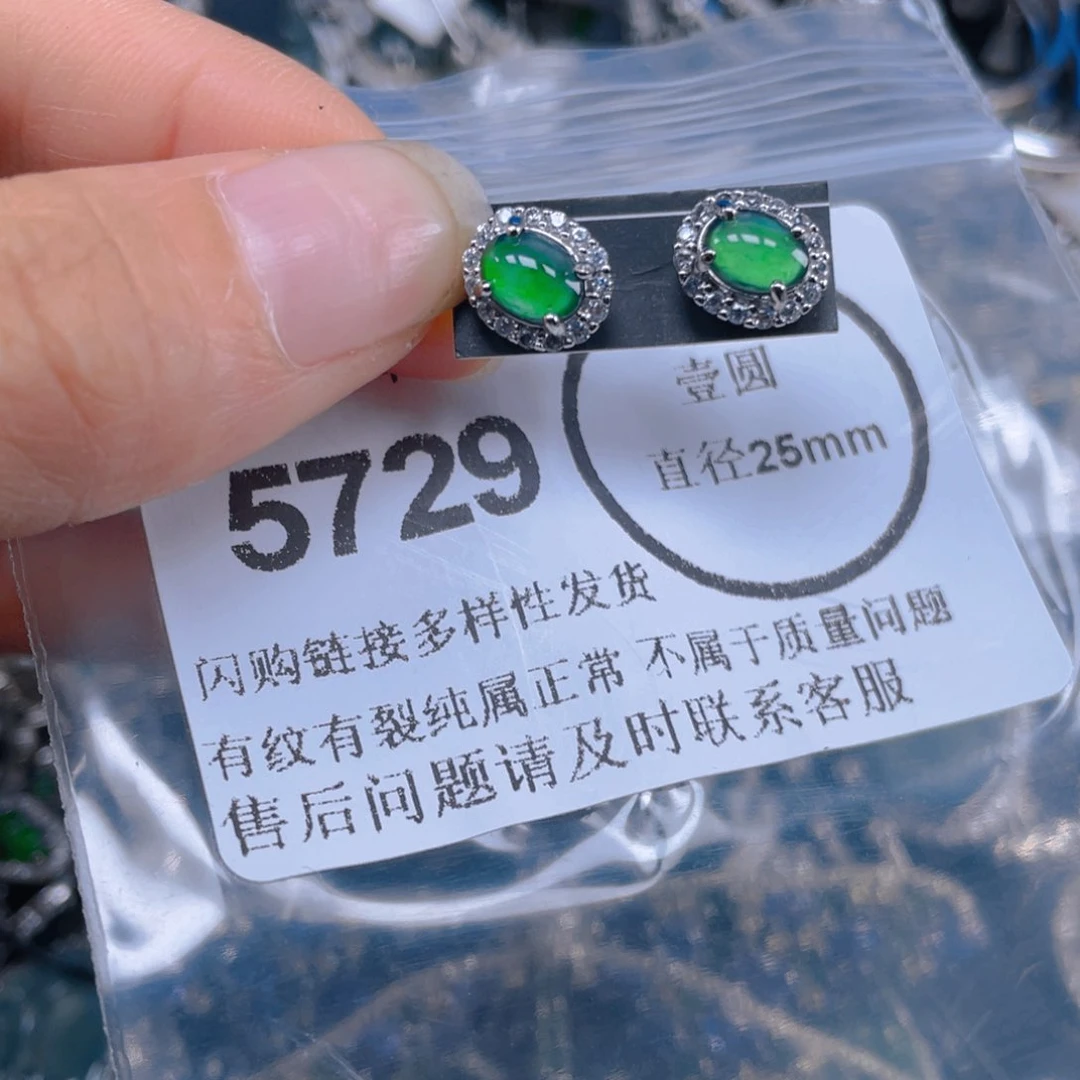 壹圆
直径25mm
5729
闪购链接多样性发货
有纹有裂纯属正常 不属于质量问题
售后问题请及时联系客服